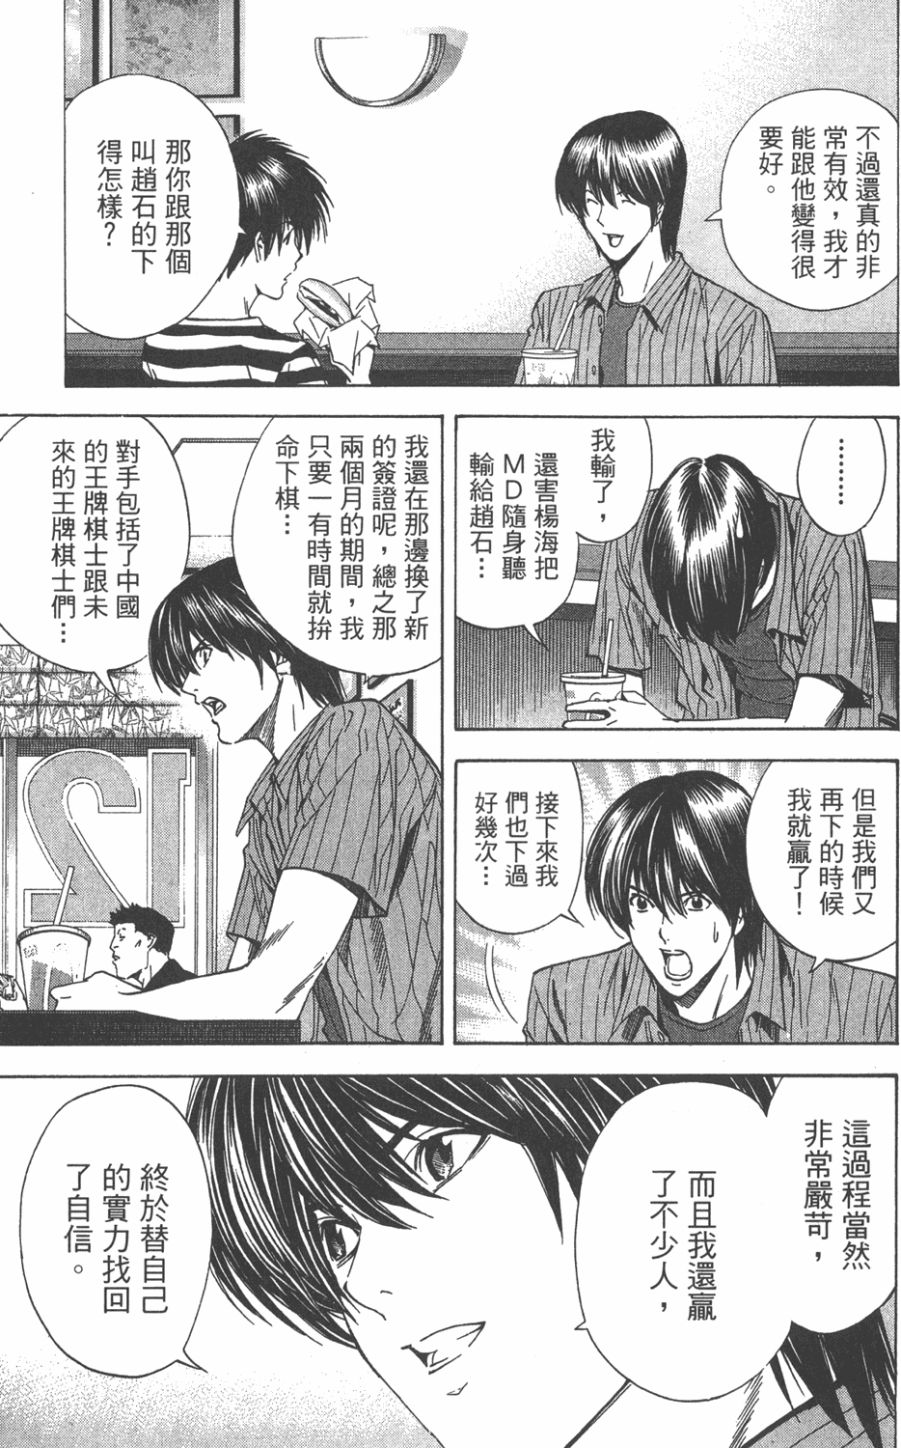 不過還真的非
常有效，我才
能跟他變得很
要好。
那你跟那個
叫趙石的下
得怎樣？
………
我輸了，
還害楊海把
ＭＤ隨身聽
輸給趙石…
但是我們又
再下的時候
我就贏了！
接下來我
們也下過
好幾次…
我還在那邊換了新
的簽證呢，總之那
兩個月的期間，我
只要一有時間就拚
命下棋…
對手包括了中國
的王牌棋士跟未
來的王牌棋士們…
這過程當然
非常嚴苛，
而且我還贏
了不少人，
終於替自己
的實力找回
了自信。